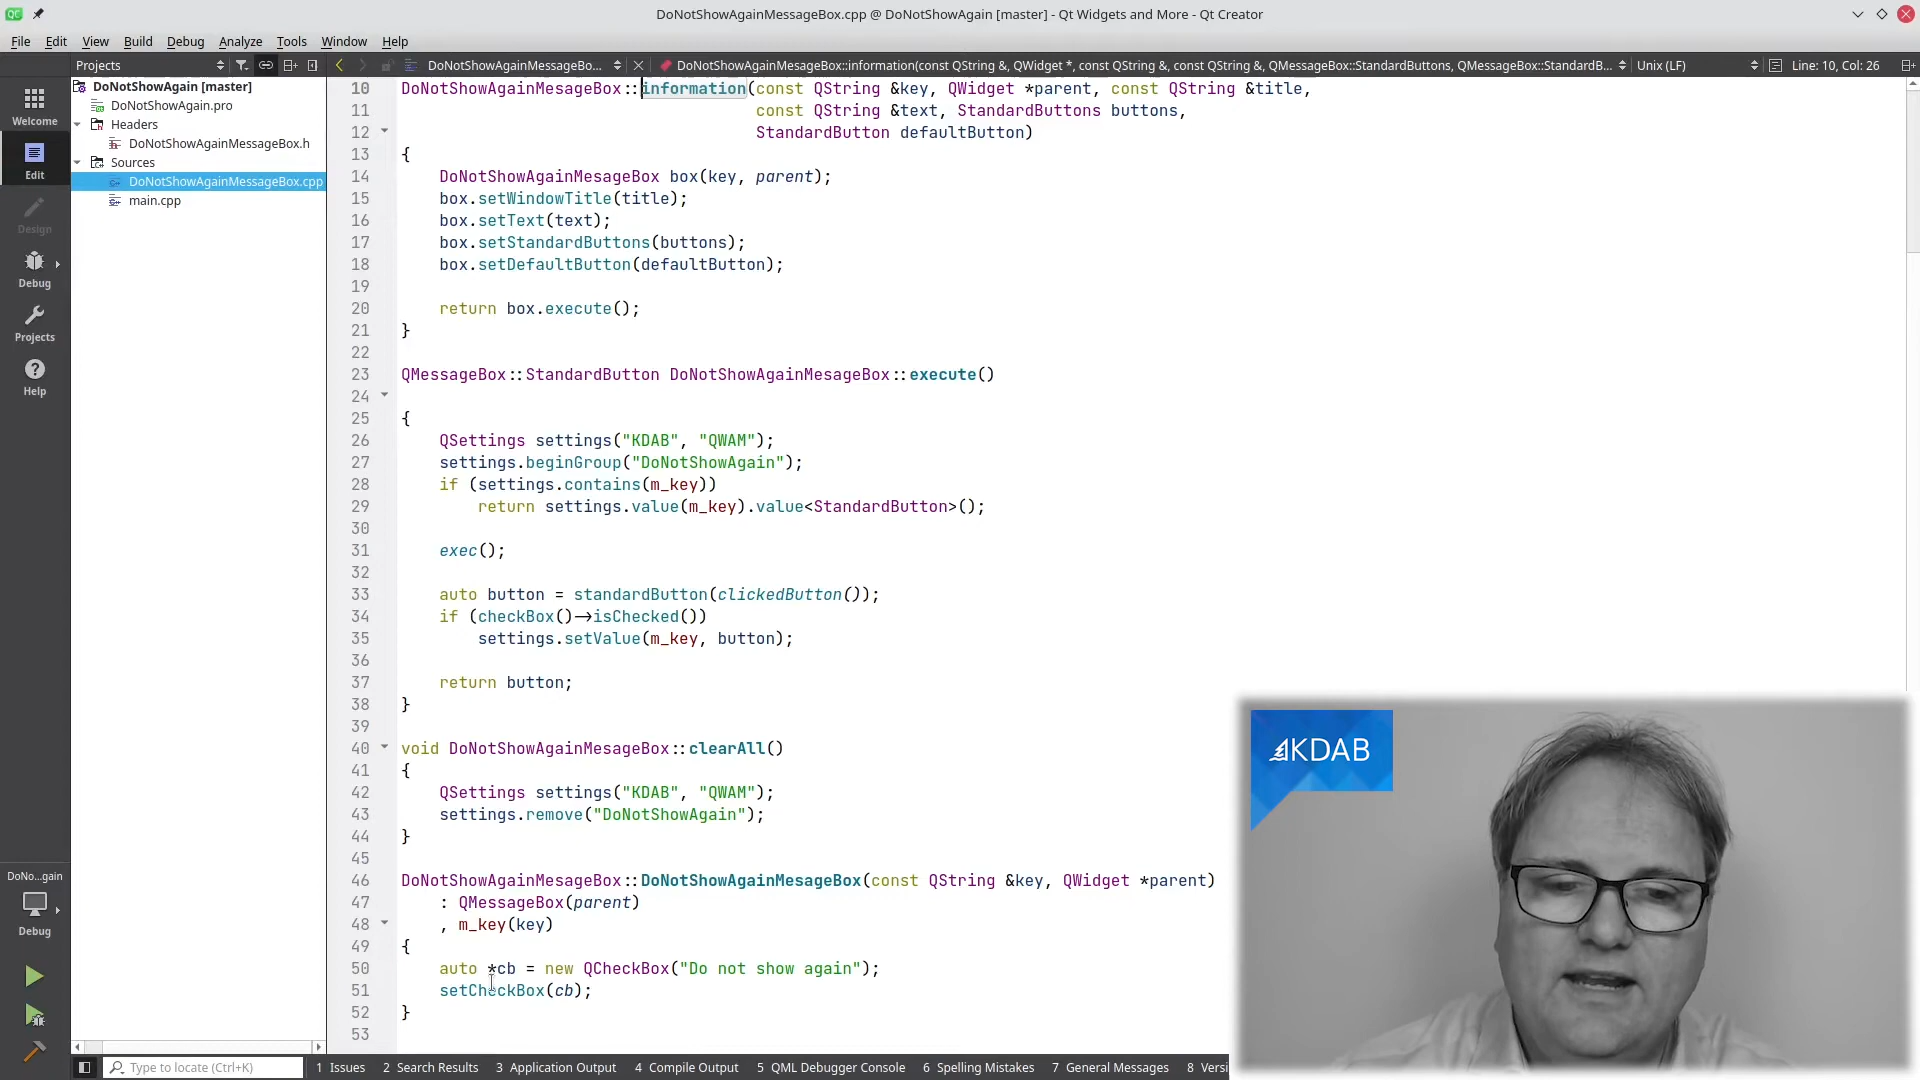 DoNotShowAgainMessageBox.cpp @ DoNotShowAgain [master] - Qt Widgets and More - Qt Creator
File Edit View Build Debug Analyze Tools Window Help
Projects
DoNotShowAgainMessageBo...
DoNotShowAgainMesageBox::information(const QString &, QWidget *, const QString &, const QString &, QMessageBox::StandardButtons, QMessageBox::StandardB...
Unix (LF)
Line: 10, Col: 26
Welcome
Edit
Design
Debug
Projects
Help
DoNo...gain
Debug
DoNotShowAgain [master]
DoNotShowAgain.pro
Headers
DoNotShowAgainMessageBox.h
Sources
DoNotShowAgainMessageBox.cpp
main.cpp
10 DoNotShowAgainMesageBox::information(const QString &key, QWidget *parent, const QString &title,
11 const QString &text, StandardButtons buttons,
12 StandardButton defaultButton)
13 {
14 DoNotShowAgainMesageBox box(key, parent);
15 box.setWindowTitle(title);
16 box.setText(text);
17 box.setStandardButtons(buttons);
18 box.setDefaultButton(defaultButton);
19
20 return box.execute();
21 }
22
23 QMessageBox::StandardButton DoNotShowAgainMesageBox::execute()
24
25 {
26 QSettings settings("KDAB", "QWAM");
27 settings.beginGroup("DoNotShowAgain");
28 if (settings.contains(m_key))
29 return settings.value(m_key).value<StandardButton>();
30
31 exec();
32
33 auto button = standardButton(clickedButton());
34 if (checkBox()->isChecked())
35 settings.setValue(m_key, button);
36
37 return button;
38 }
39
40 void DoNotShowAgainMesageBox::clearAll()
41 {
42 QSettings settings("KDAB", "QWAM");
43 settings.remove("DoNotShowAgain");
44 }
45
46 DoNotShowAgainMesageBox::DoNotShowAgainMesageBox(const QString &key, QWidget *parent)
47 : QMessageBox(parent)
48 , m_key(key)
49 {
50 auto *cb = new QCheckBox("Do not show again");
51 setCheckBox(cb);
52 }
53
KDAB
Type to locate (Ctrl+K)
1 Issues 2 Search Results 3 Application Output 4 Compile Output 5 QML Debugger Console 6 Spelling Mistakes 7 General Messages 8 Versi